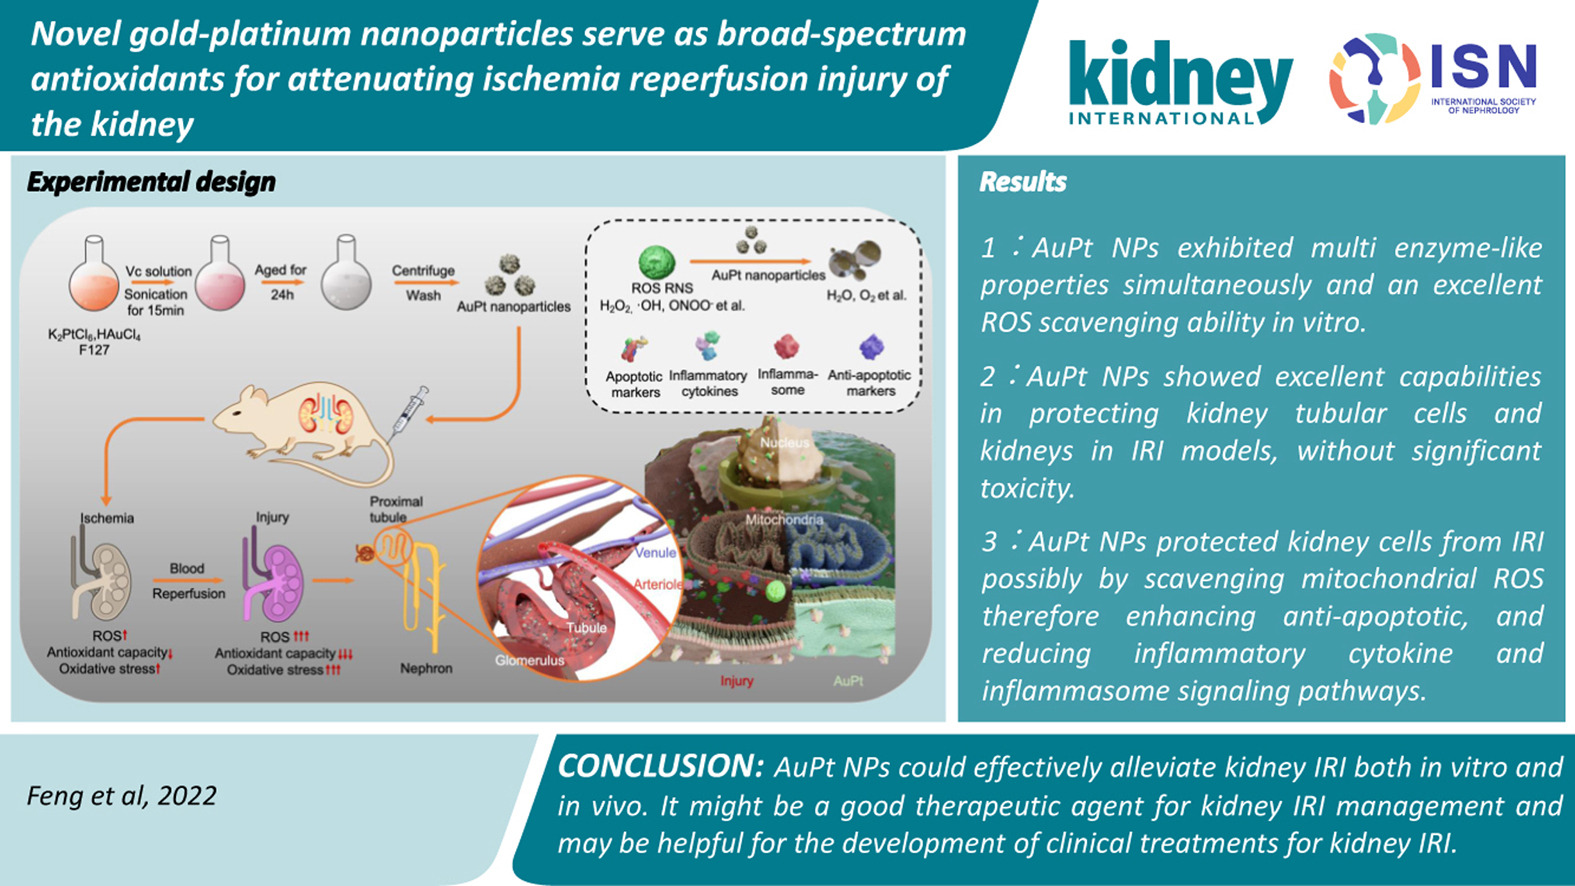 Novel gold-platinum nanoparticles serve as broad-spectrum
antioxidants for attenuating ischemia reperfusion injury of
the kidney
kidney
INTERNATIONAL
ISN
INTERNATIONAL SOCIETY
OF NEPHROLOGY
Experimental design
Vc solution
Sonication
for 15min
Aged for
24h
Centrifuge
Wash
AuPt nanoparticles
K₂PtCl₆,HAuCl₄
F127
ROS RNS
H₂O₂, ·OH, ONOO⁻ et al.
AuPt nanoparticles
H₂O, O₂ et al.
Apoptotic
markers
Inflammatory
cytokines
Inflamma-
some
Anti-apoptotic
markers
Ischemia
Blood
Reperfusion
Injury
ROS↑
Antioxidant capacity↓
Oxidative stress↑
ROS ↑↑↑
Antioxidant capacity↓↓↓
Oxidative stress↑↑↑
Proximal
tubule
Nephron
Venule
Arteriole
Tubule
Glomerulus
Nucleus
Mitochondria
Injury
AuPt
Results
1：AuPt NPs exhibited multi enzyme-like
properties simultaneously and an excellent
ROS scavenging ability in vitro.
2：AuPt NPs showed excellent capabilities
in protecting kidney tubular cells and
kidneys in IRI models, without significant
toxicity.
3：AuPt NPs protected kidney cells from IRI
possibly by scavenging mitochondrial ROS
therefore enhancing anti-apoptotic, and
reducing inflammatory cytokine and
inflammasome signaling pathways.
Feng et al, 2022
CONCLUSION: AuPt NPs could effectively alleviate kidney IRI both in vitro and
in vivo. It might be a good therapeutic agent for kidney IRI management and
may be helpful for the development of clinical treatments for kidney IRI.